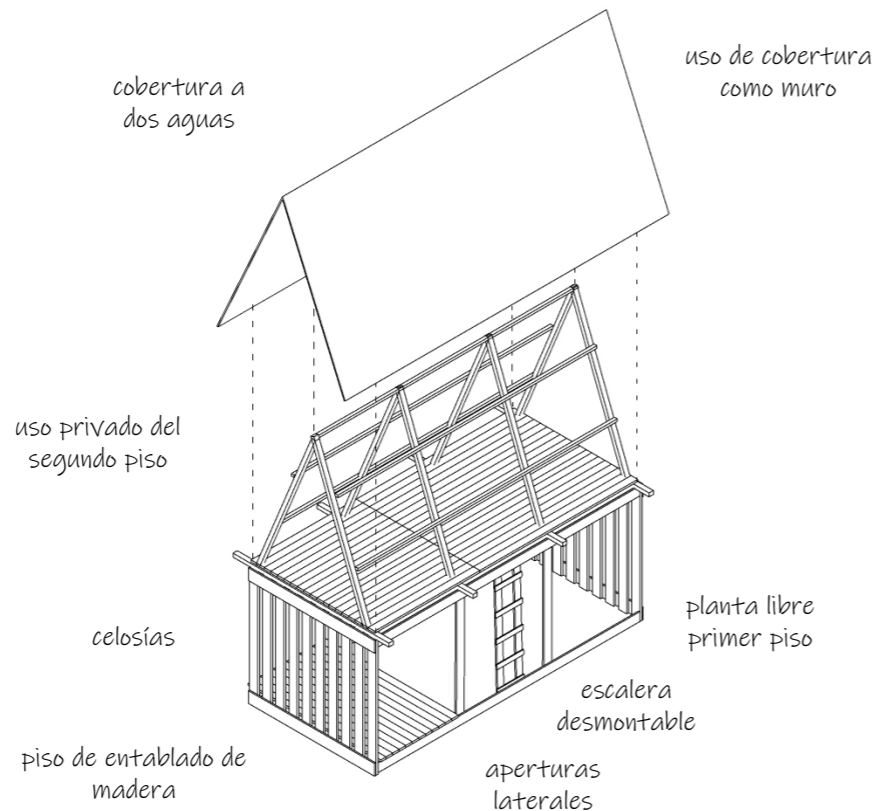 cobertura a
dos aguas
uso de cobertura
como muro
uso privado del
segundo piso
celosías
planta libre
primer piso
escalera
desmontable
piso de entablado de
madera
aperturas
laterales